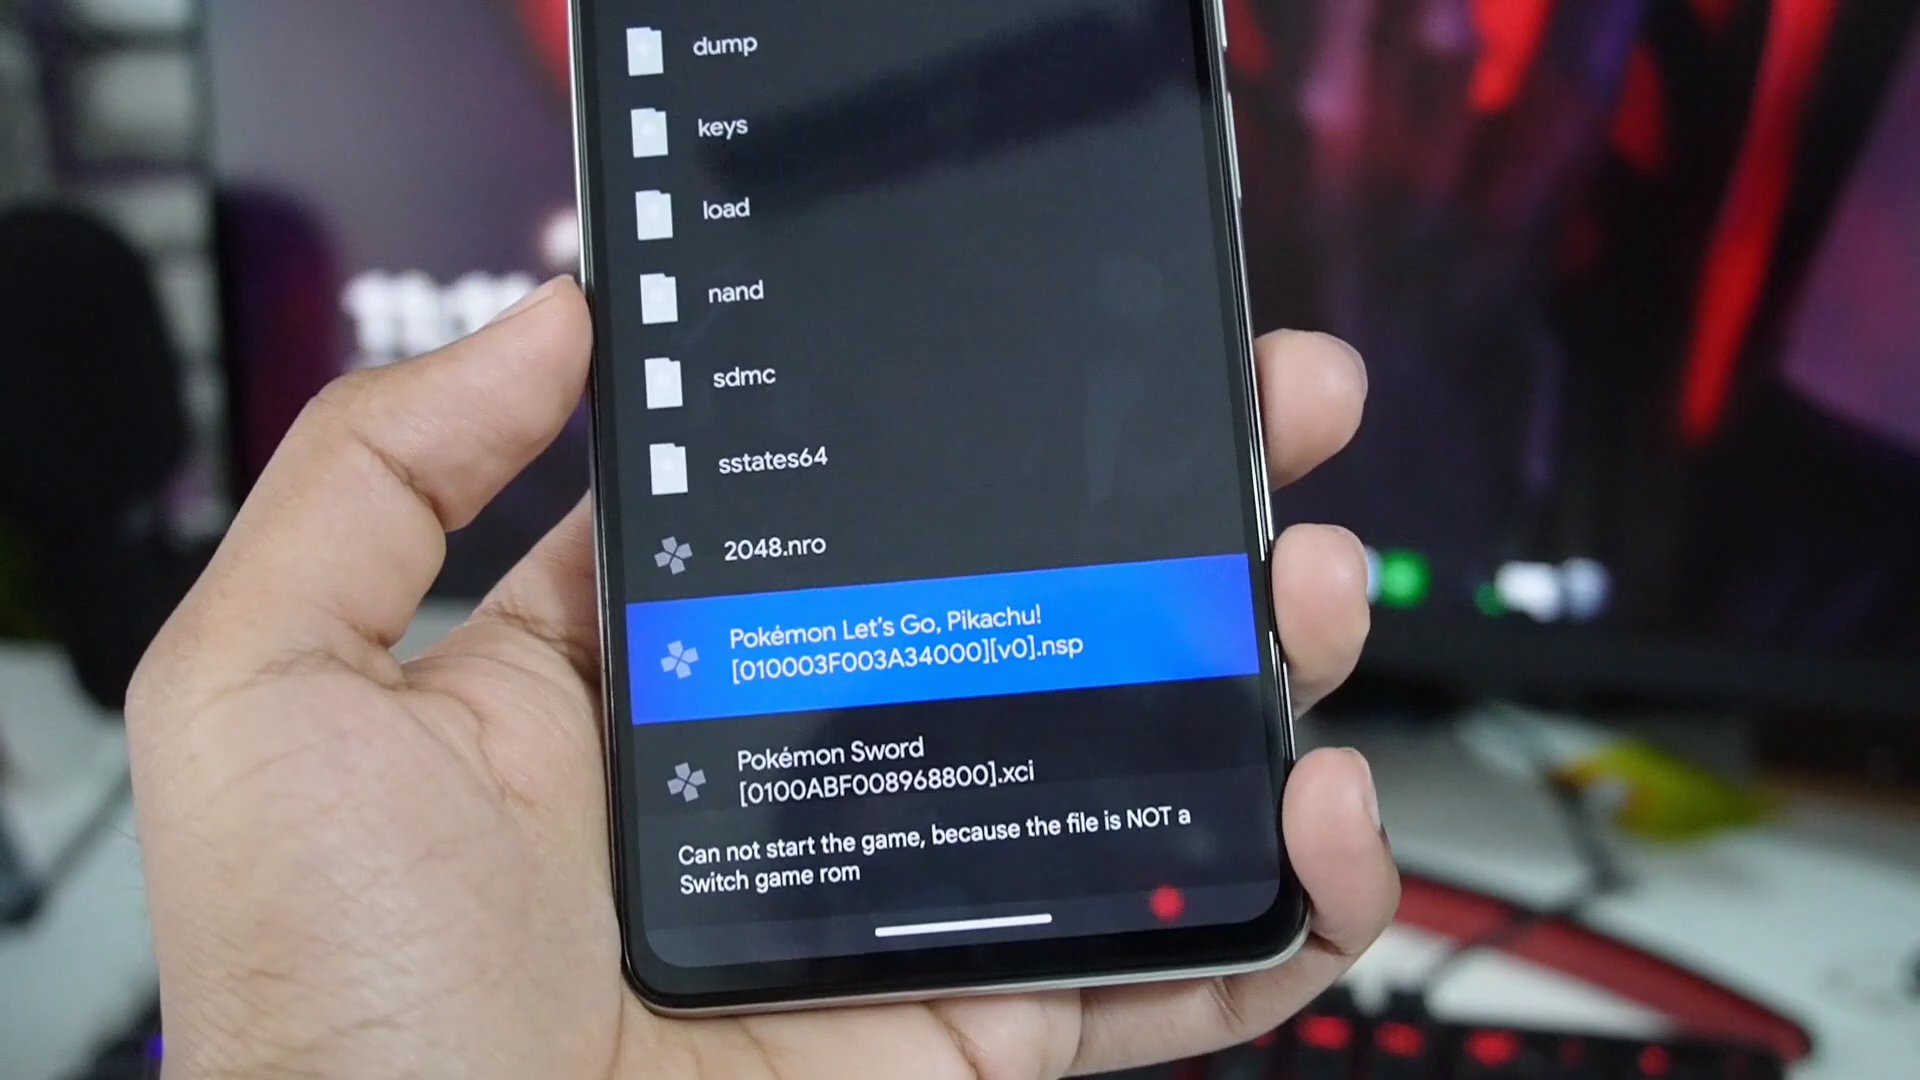 dump
keys
load
nand
sdmc
sstates64
2048.nro
Pokémon Let's Go, Pikachu!
[010003F003A34000][v0].nsp
Pokémon Sword
[0100ABF008968800].xci
Can not start the game, because the file is NOT a
Switch game rom